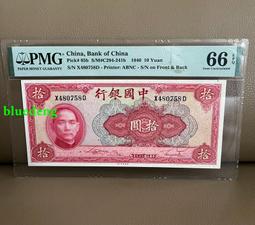 PMG
PAPER MONEY GUARANTY
China, Bank of China
Pick# 85b S/M#C294-241b 1940 10 Yuan
S/N X480758D - Printer: ABNC - S/N on Front & Back
66 EPQ
bluedeng
中國銀行
X480758D
X480758D
拾
拾
拾圓
拾
拾